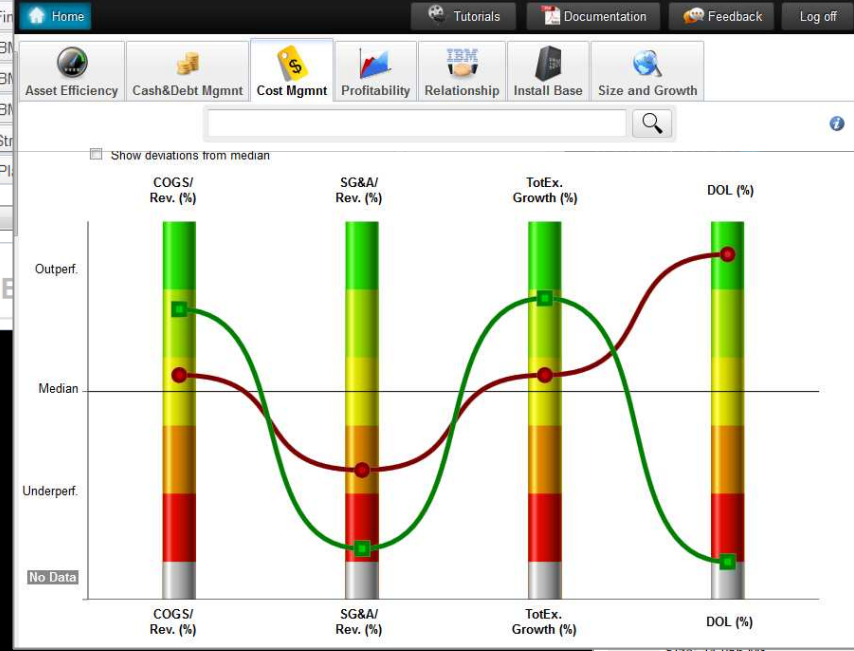 Home
Tutorials
Documentation
Feedback
Log off
Asset Efficiency
Cash&Debt Mgmnt
Cost Mgmnt
Profitability
IBM
Relationship
Install Base
Size and Growth
Show deviations from median
COGS/
Rev. (%)
SG&A/
Rev. (%)
TotEx.
Growth (%)
DOL (%)
Outperf.
Median
Underperf.
No Data
COGS/
Rev. (%)
SG&A/
Rev. (%)
TotEx.
Growth (%)
DOL (%)